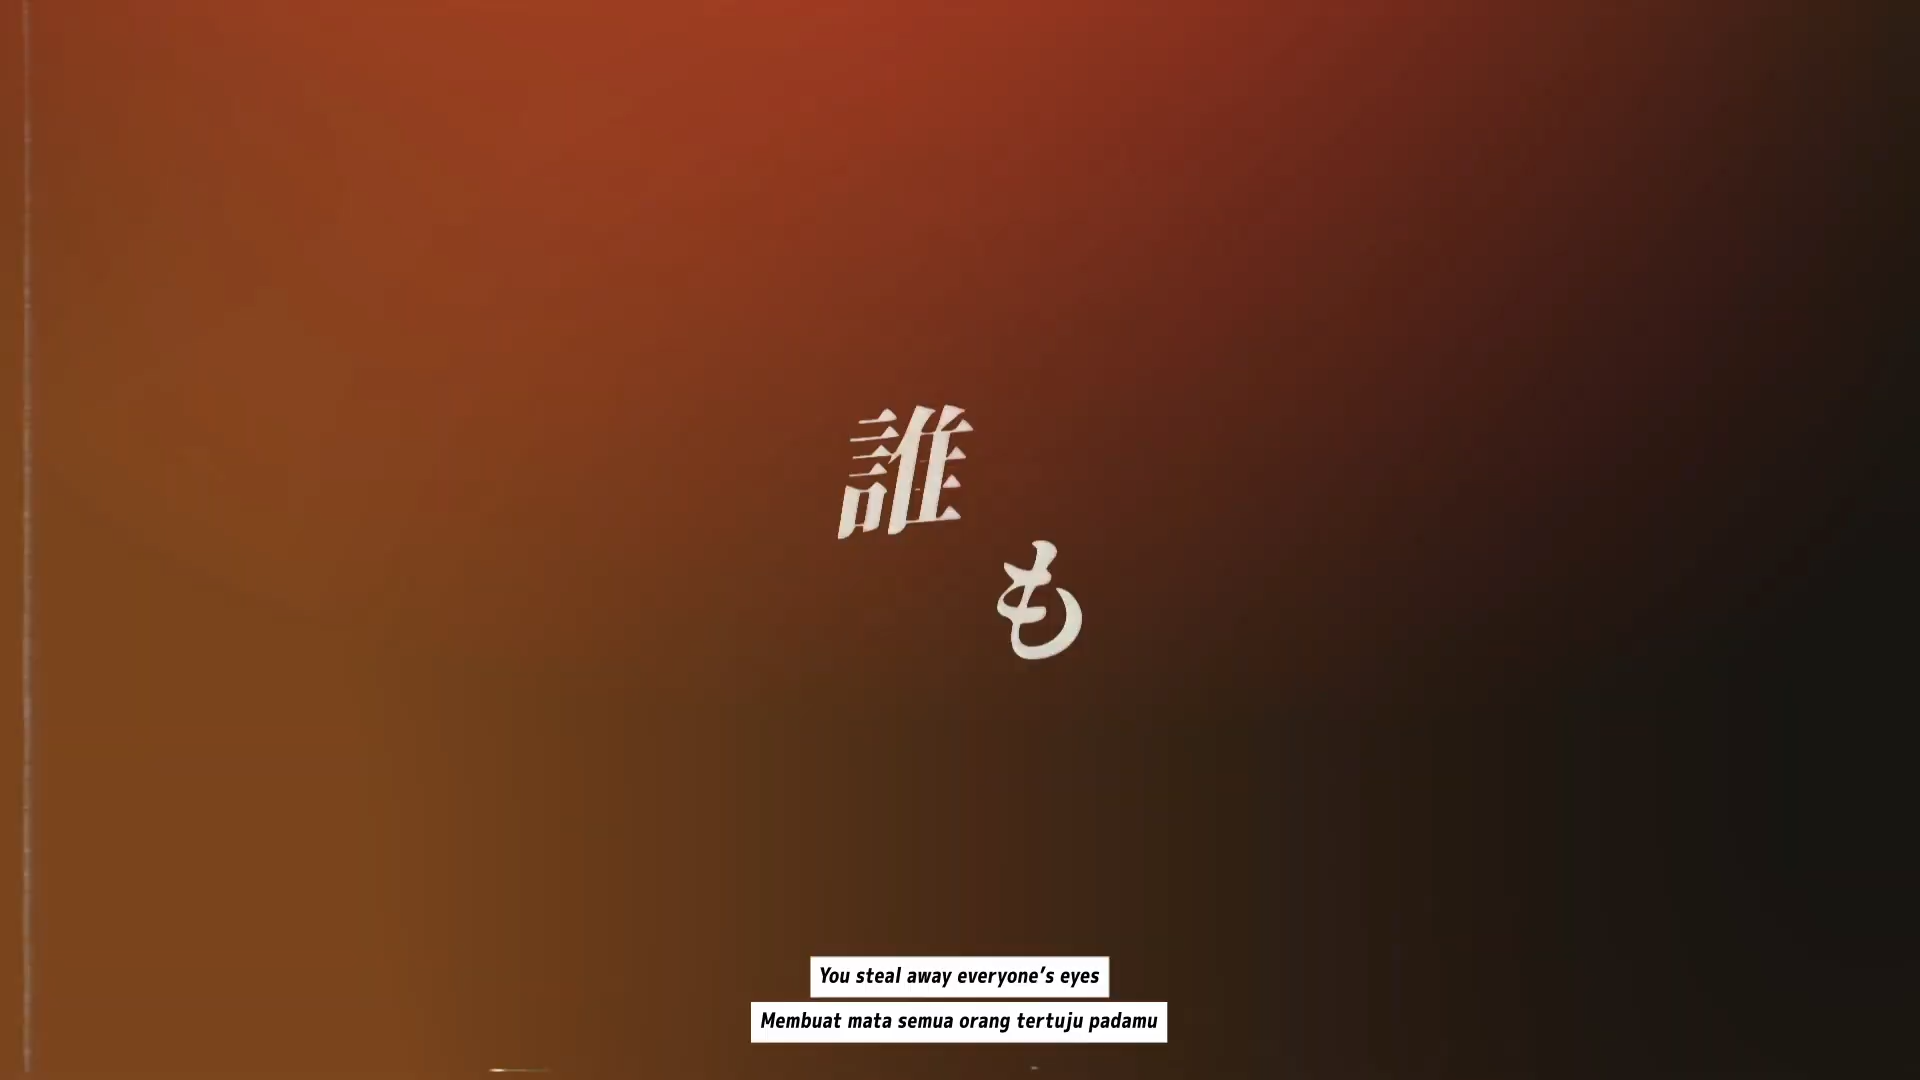 誰
も
You steal away everyone’s eyes
Membuat mata semua orang tertuju padamu